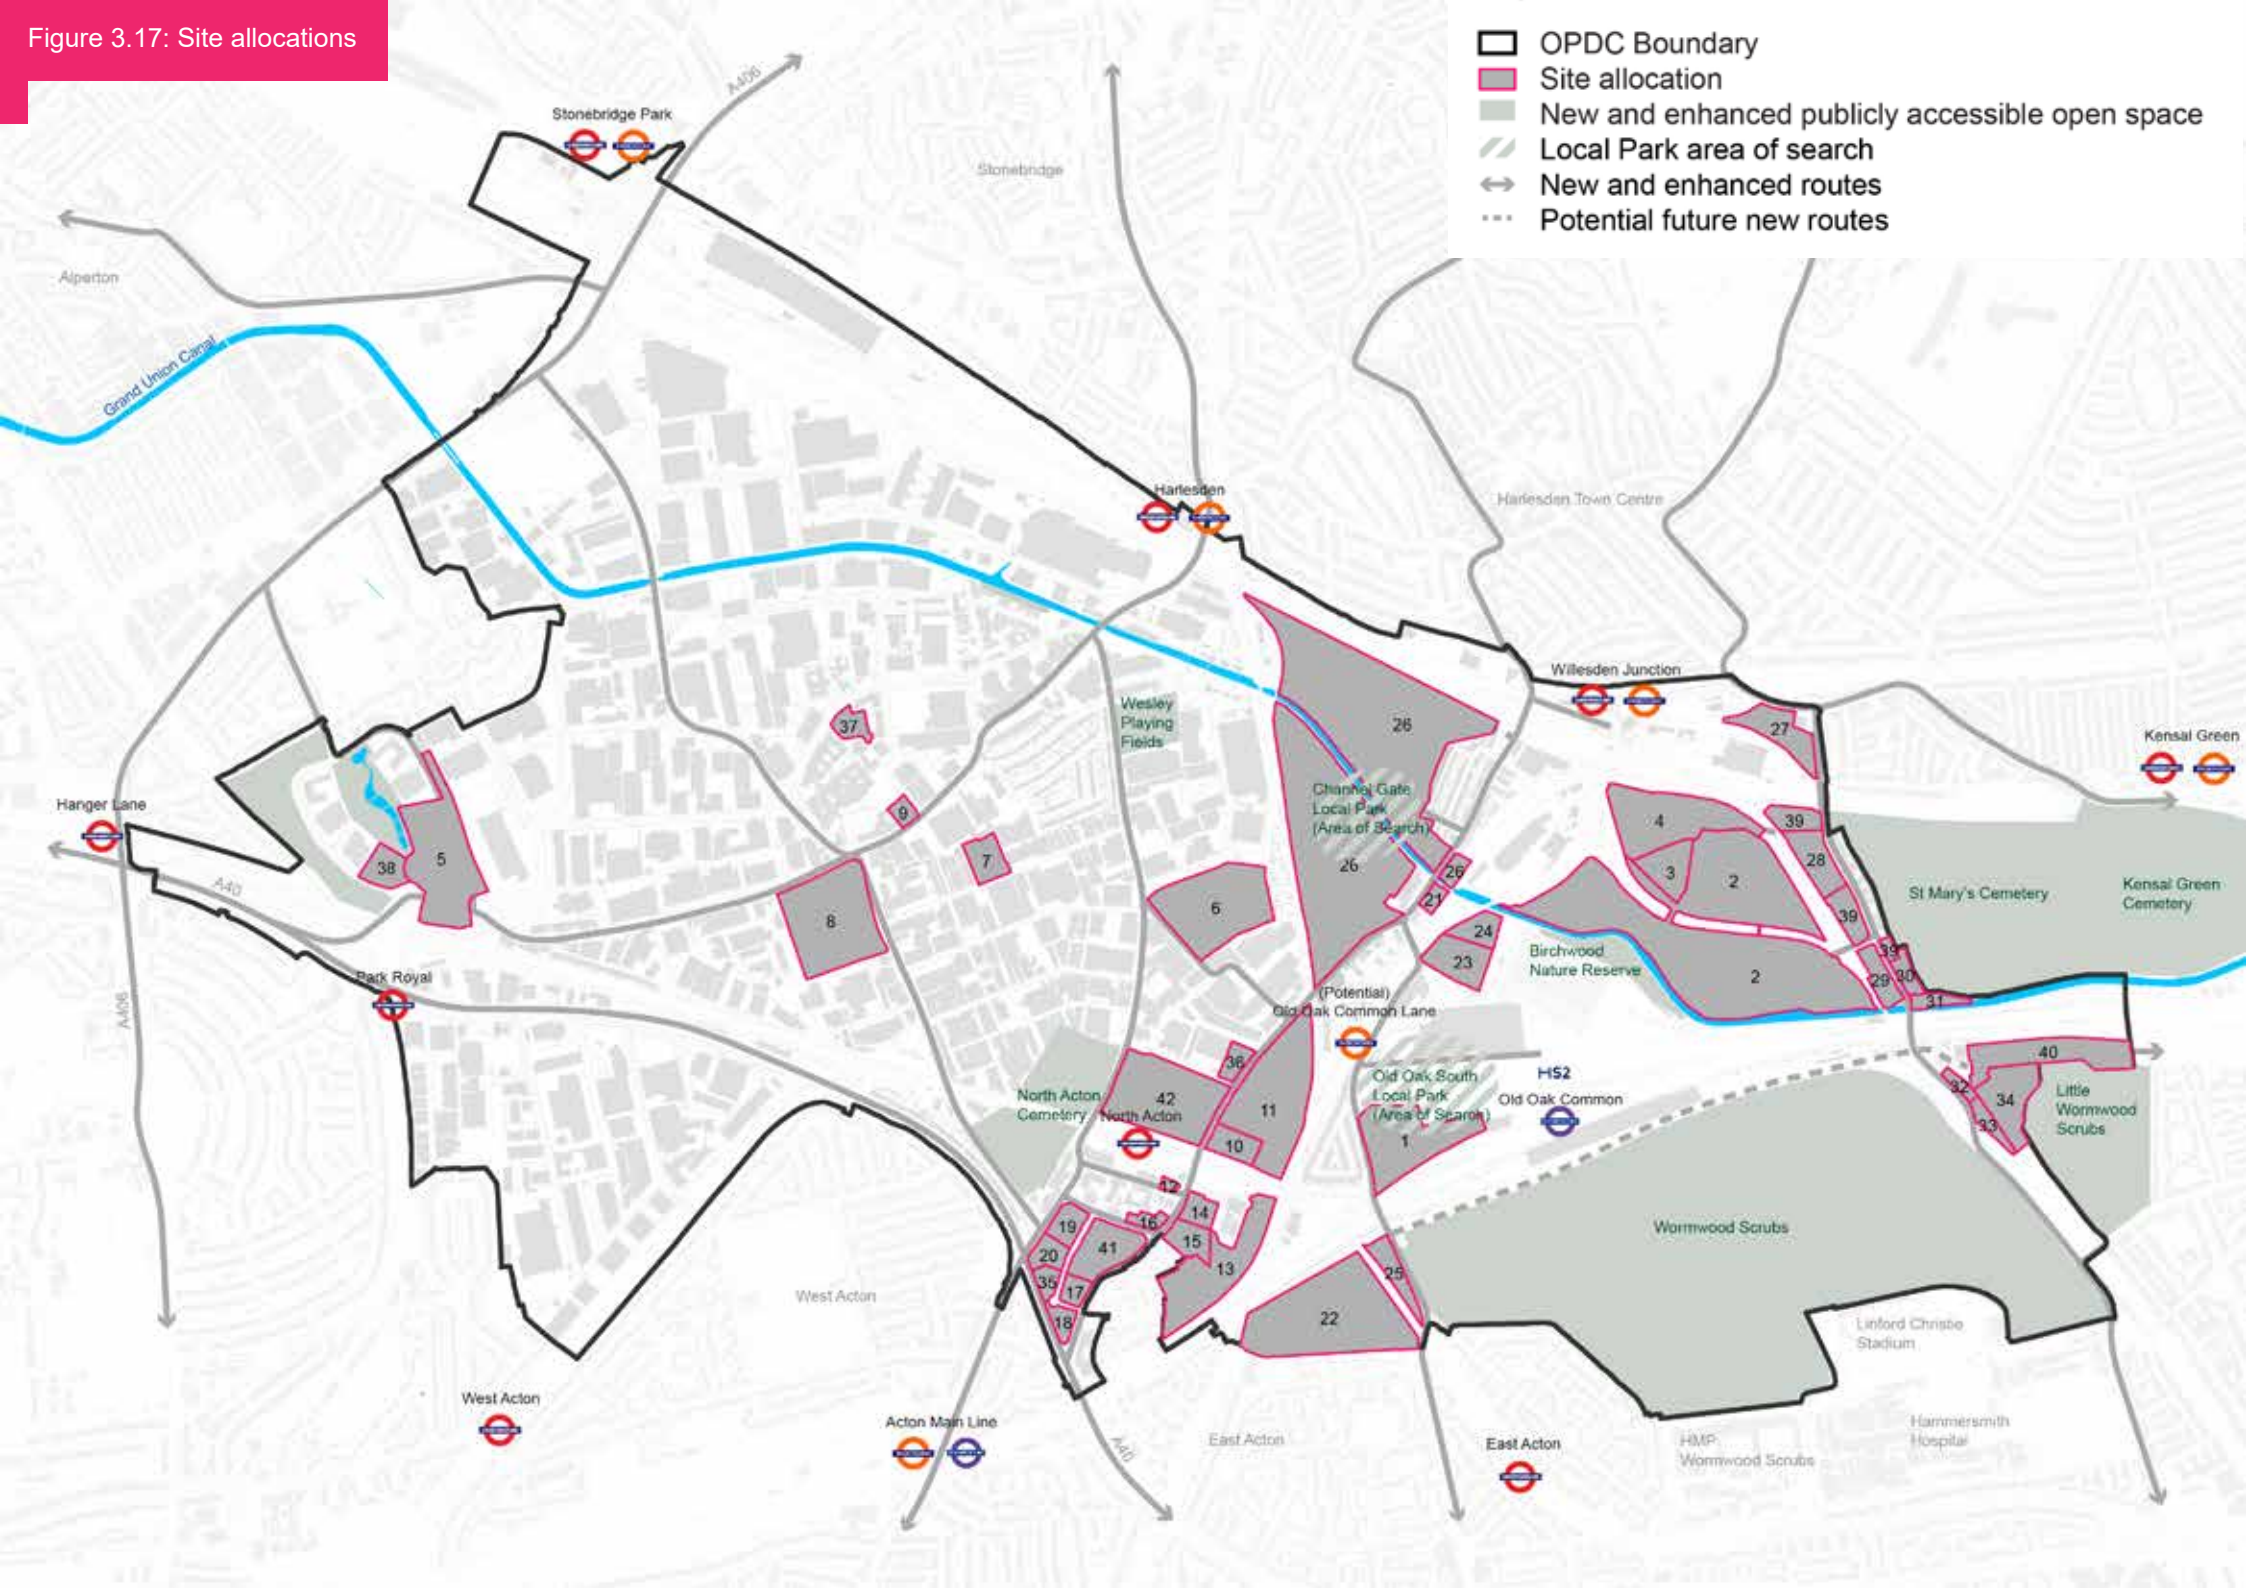 Figure 3.17: Site allocations
OPDC Boundary
Site allocation
New and enhanced publicly accessible open space
Local Park area of search
New and enhanced routes
Potential future new routes
A406
Stonebridge Park
Stonebridge
Alperton
Grand Union Canal
Harlesden
Harlesden Town Centre
Willesden Junction
Kensal Green
Wesley
Playing
Fields
26
27
37
Channel Gate
Local Park
(Area of Search)
Hanger Lane
9
4
39
5
38
7
26
3
2
28
26
21
A40
8
6
St Mary's Cemetery
Kensal Green
Cemetery
39
24
23
Birchwood
Nature Reserve
39
2
29
30
31
Park Royal
A406
(Potential)
Old Oak Common Lane
36
40
North Acton
Cemetery
42
North Acton
11
10
Old Oak South
Local Park
(Area of Search)
1
HS2
Old Oak Common
32
34
33
Little
Wormwood
Scrubs
12
14
19
16
15
41
20
13
35
17
18
25
22
Wormwood Scrubs
West Acton
Linford Christie
Stadium
West Acton
Acton Main Line
A40
East Acton
East Acton
HMP
Wormwood Scrubs
Hammersmith
Hospital